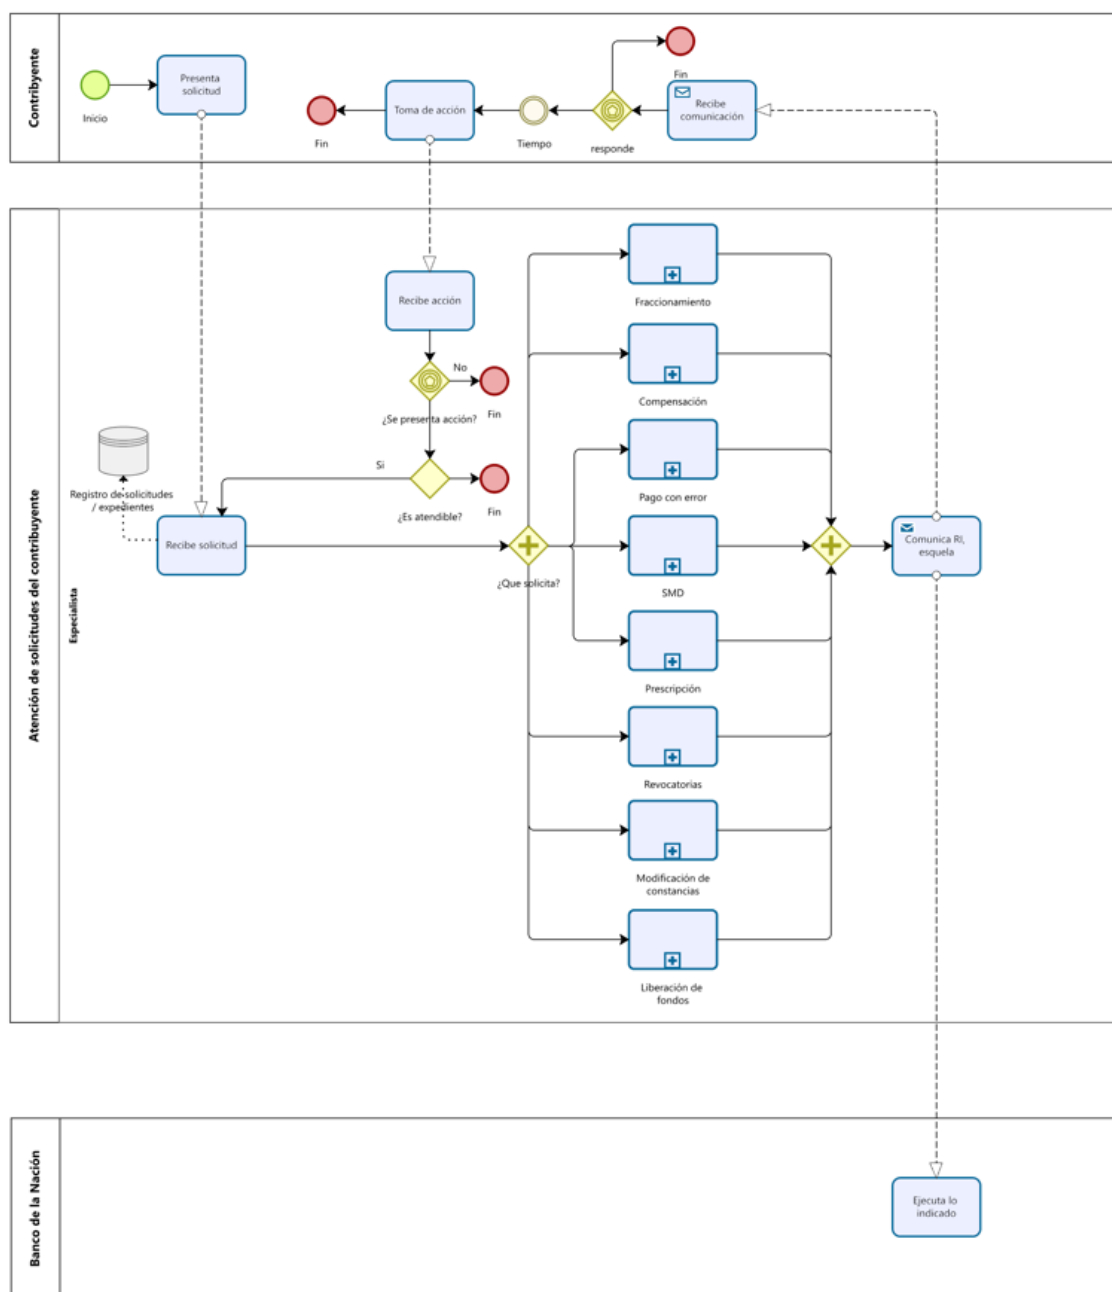 Contribyente
Inicio
Presenta
solicitud
Fin
Toma de acción
Tiempo
responde
Fin
Recibe
comunicación
Atención de solicitudes del contribuyente
Especialista
Recibe acción
No
Fin
¿Se presenta acción?
Si
¿Es atendible?
Fin
Registro de solicitudes
/ expedientes
Recibe solicitud
¿Que solicita?
Fraccionamiento
Compensación
Pago con error
SMD
Prescripción
Revocatorias
Modificación de
constancias
Liberación de
fondos
Comunica RI,
esquela
Banco de la Nación
Ejecuta lo
indicado